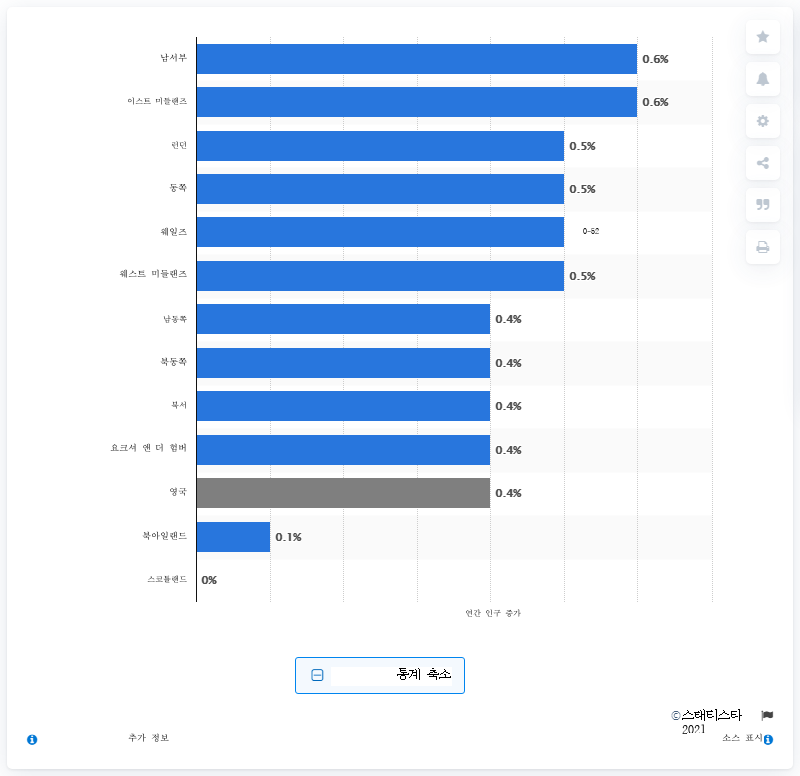 남서부 0.6%
이스트 미들랜즈 0.6%
런던 0.5%
동쪽 0.5%
웨일즈 0-52
웨스트 미들랜즈 0.5%
남동쪽 0.4%
북동쪽 0.4%
북서 0.4%
요크셔 앤 더 험버 0.4%
영국 0.4%
북아일랜드 0.1%
스코틀랜드 0%
연간 인구 증가
통계 축소
©스태티스타
2021
추가 정보 소스 표시